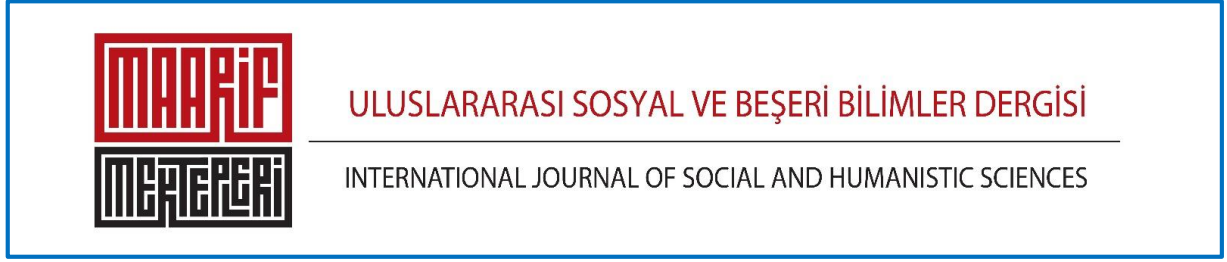 MAARİF
MEKTEPLERİ
ULUSLARARASI SOSYAL VE BEŞERİ BİLİMLER DERGİSİ
INTERNATIONAL JOURNAL OF SOCIAL AND HUMANISTIC SCIENCES